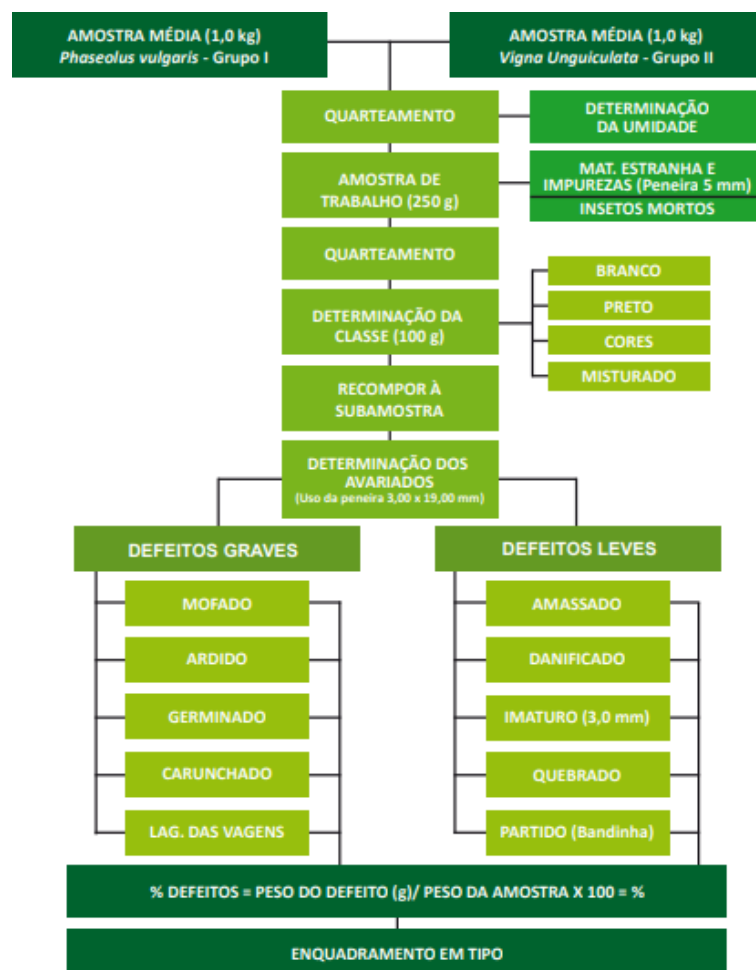 AMOSTRA MÉDIA (1,0 kg)
Phaseolus vulgaris - Grupo I
AMOSTRA MÉDIA (1,0 kg)
Vigna Unguiculata - Grupo II
QUARTEAMENTO
DETERMINAÇÃO
DA UMIDADE
AMOSTRA DE
TRABALHO (250 g)
MAT. ESTRANHA E
IMPUREZAS (Peneira 5 mm)
INSETOS MORTOS
QUARTEAMENTO
DETERMINAÇÃO DA
CLASSE (100 g)
BRANCO
PRETO
CORES
MISTURADO
RECOMPOR À
SUBAMOSTRA
DETERMINAÇÃO DOS
AVARIADOS
(Uso da peneira 3,00 x 19,00 mm)
DEFEITOS GRAVES
MOFADO
ARDIDO
GERMINADO
CARUNCHADO
LAG. DAS VAGENS
DEFEITOS LEVES
AMASSADO
DANIFICADO
IMATURO (3,0 mm)
QUEBRADO
PARTIDO (Bandinha)
% DEFEITOS = PESO DO DEFEITO (g)/ PESO DA AMOSTRA X 100 = %
ENQUADRAMENTO EM TIPO